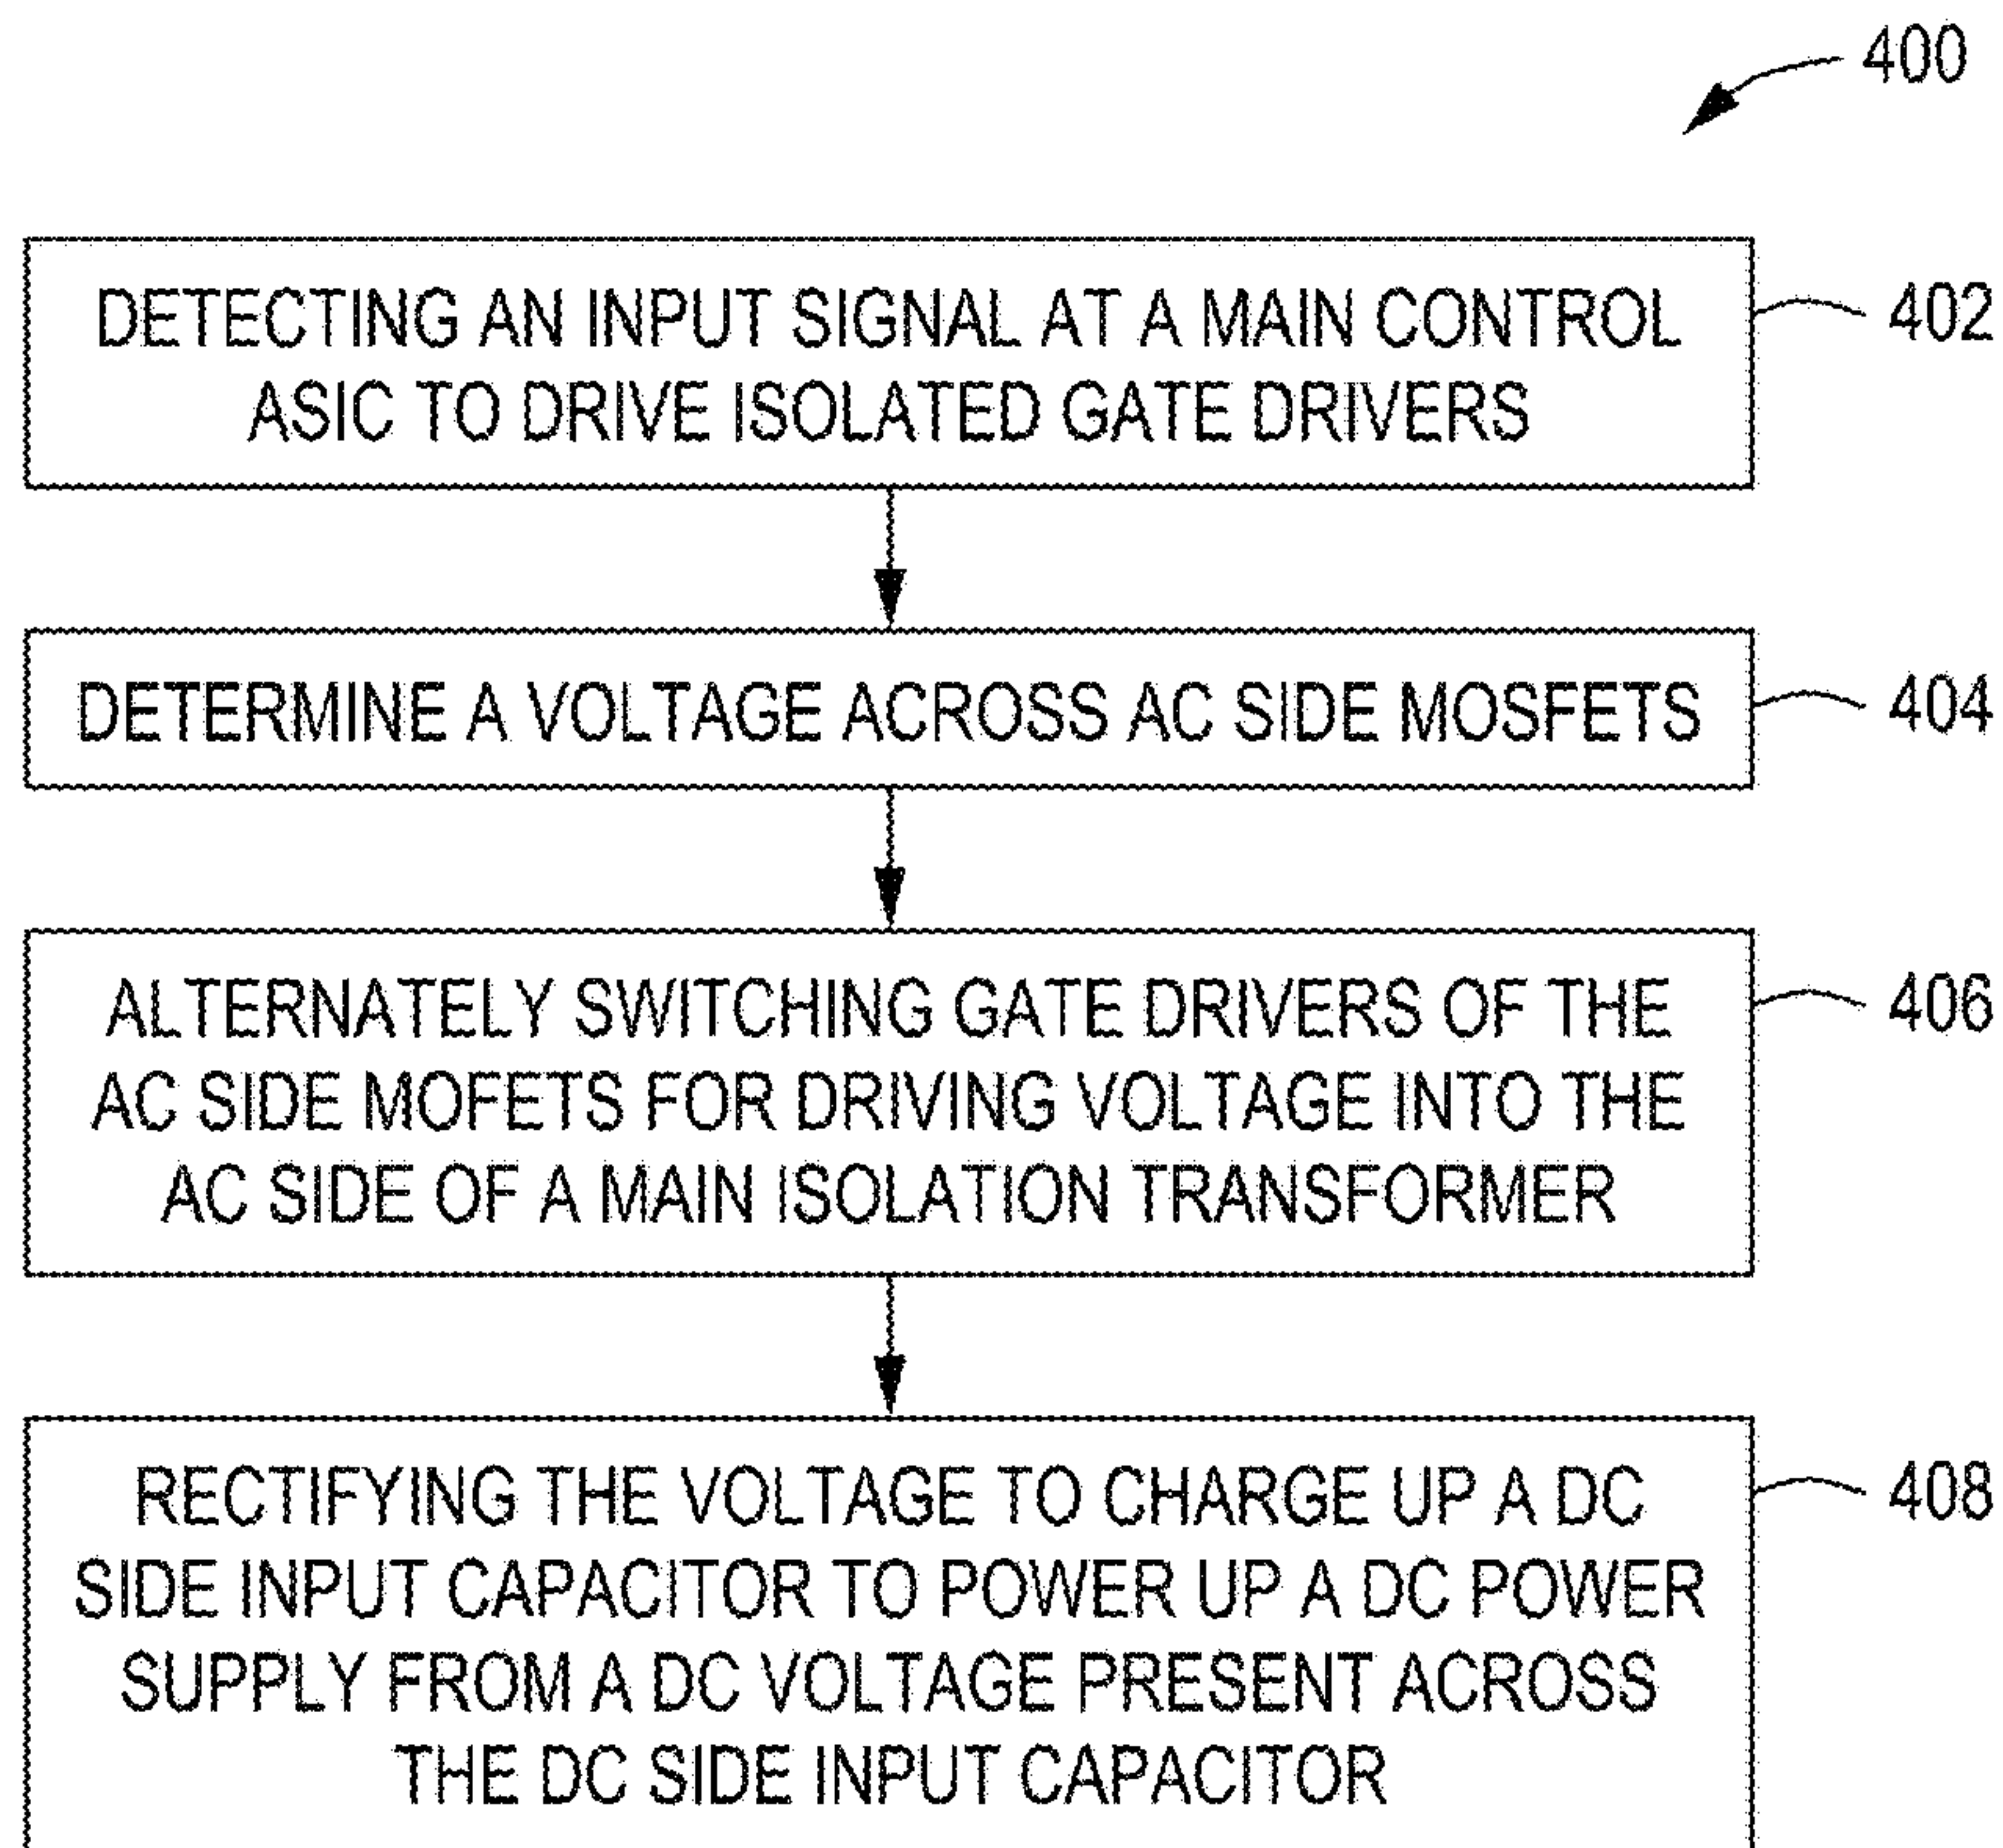 400
DETECTING AN INPUT SIGNAL AT A MAIN CONTROL
ASIC TO DRIVE ISOLATED GATE DRIVERS
402
DETERMINE A VOLTAGE ACROSS AC SIDE MOSFETS
404
ALTERNATELY SWITCHING GATE DRIVERS OF THE
AC SIDE MOFETS FOR DRIVING VOLTAGE INTO THE
AC SIDE OF A MAIN ISOLATION TRANSFORMER
406
RECTIFYING THE VOLTAGE TO CHARGE UP A DC
SIDE INPUT CAPACITOR TO POWER UP A DC POWER
SUPPLY FROM A DC VOLTAGE PRESENT ACROSS
THE DC SIDE INPUT CAPACITOR
408